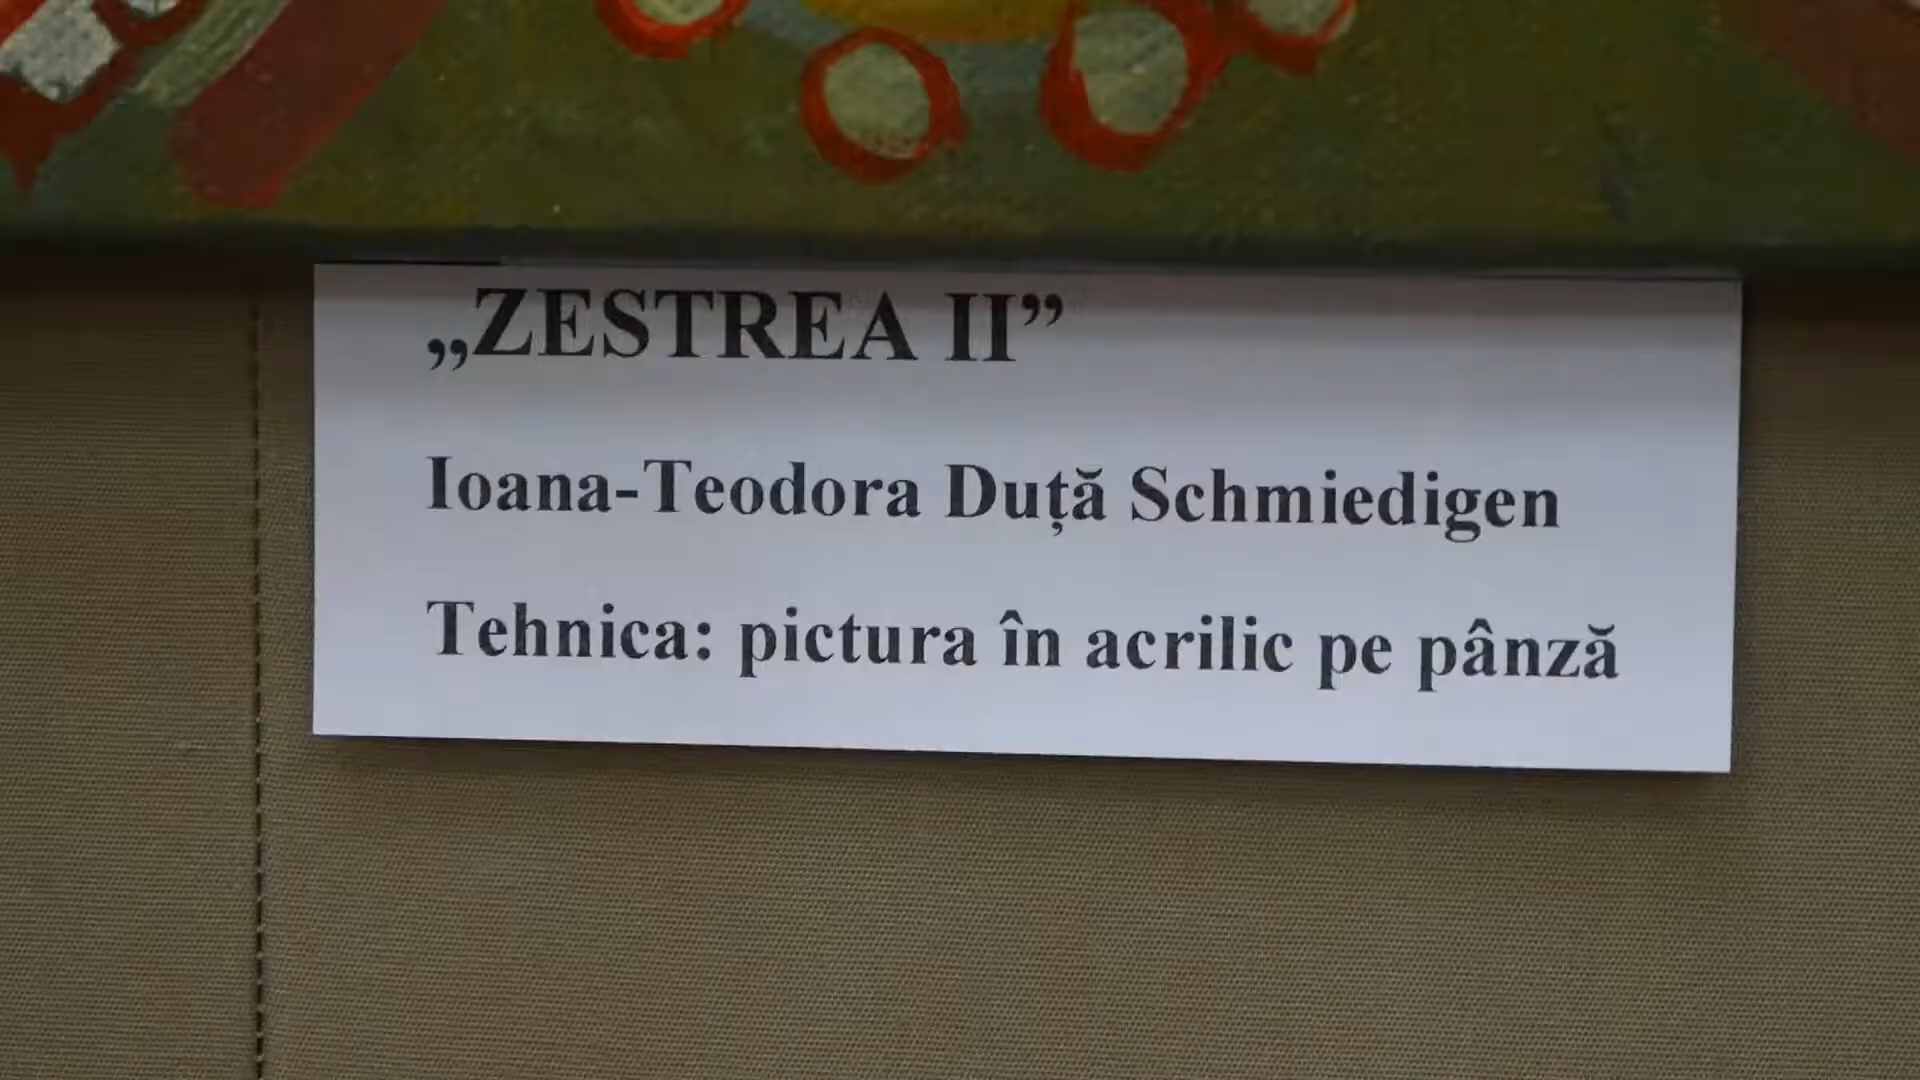 „ZESTREA II”
Ioana-Teodora Duță Schmiedigen
Tehnica: pictura în acrilic pe pânză